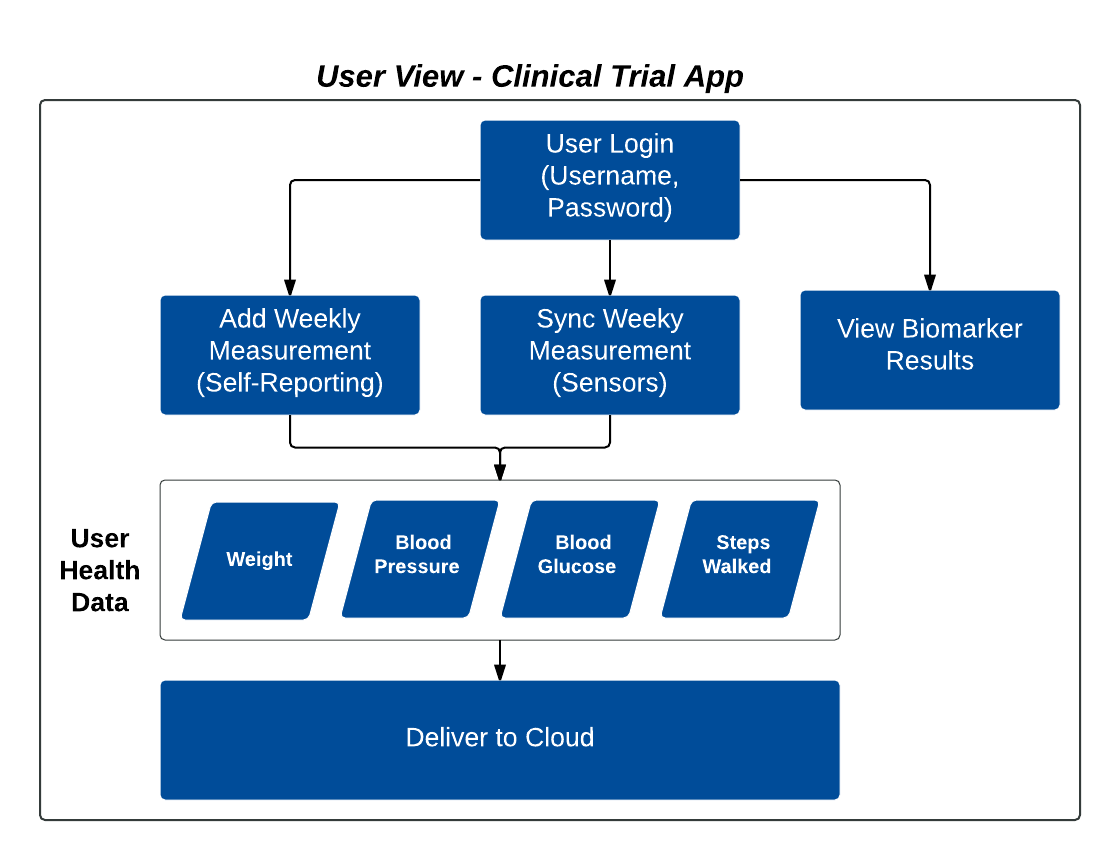 User View - Clinical Trial App
User Login
(Username,
Password)
Add Weekly
Measurement
(Self-Reporting)
Sync Weeky
Measurement
(Sensors)
View Biomarker
Results
User
Health
Data
Weight
Blood
Pressure
Blood
Glucose
Steps
Walked
Deliver to Cloud